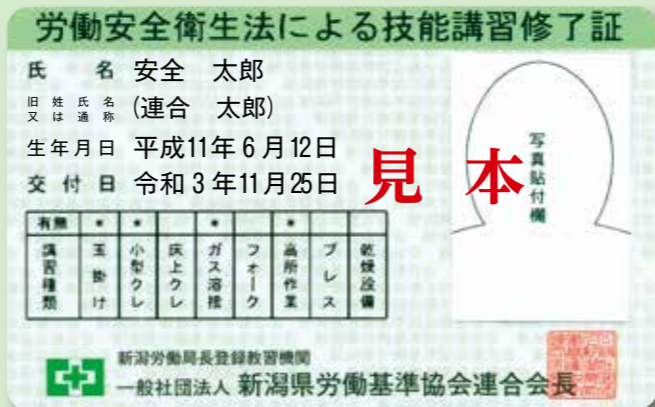 労働安全衛生法による技能講習修了証
氏名 安全 太郎
旧姓氏名又は通称 (連合 太郎)
生年月日 平成11年6月12日
交付日 令和3年11月25日
見本
写真貼付欄
有無 * * * *
講習種類 玉掛け 小型クレ 床上クレ ガス溶接 フォーク 高所作業 プレス 乾燥設備
新潟労働局長登録教習機関
一般社団法人 新潟県労働基準協会連合会長